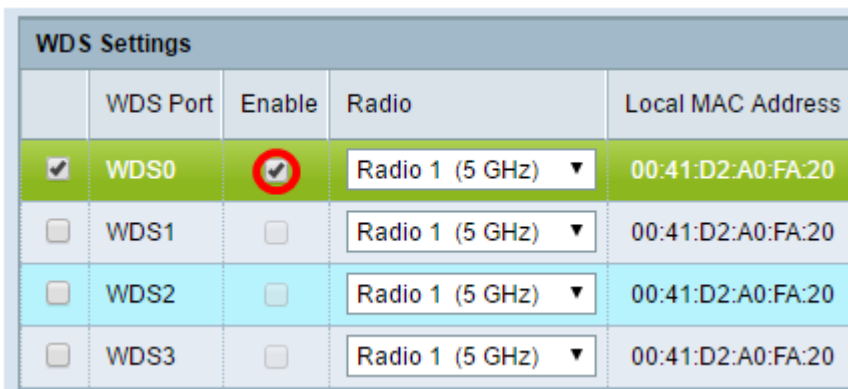 WDS Settings
WDS Port Enable Radio Local MAC Address
WDS0 Radio 1 (5 GHz) 00:41:D2:A0:FA:20
WDS1 Radio 1 (5 GHz) 00:41:D2:A0:FA:20
WDS2 Radio 1 (5 GHz) 00:41:D2:A0:FA:20
WDS3 Radio 1 (5 GHz) 00:41:D2:A0:FA:20